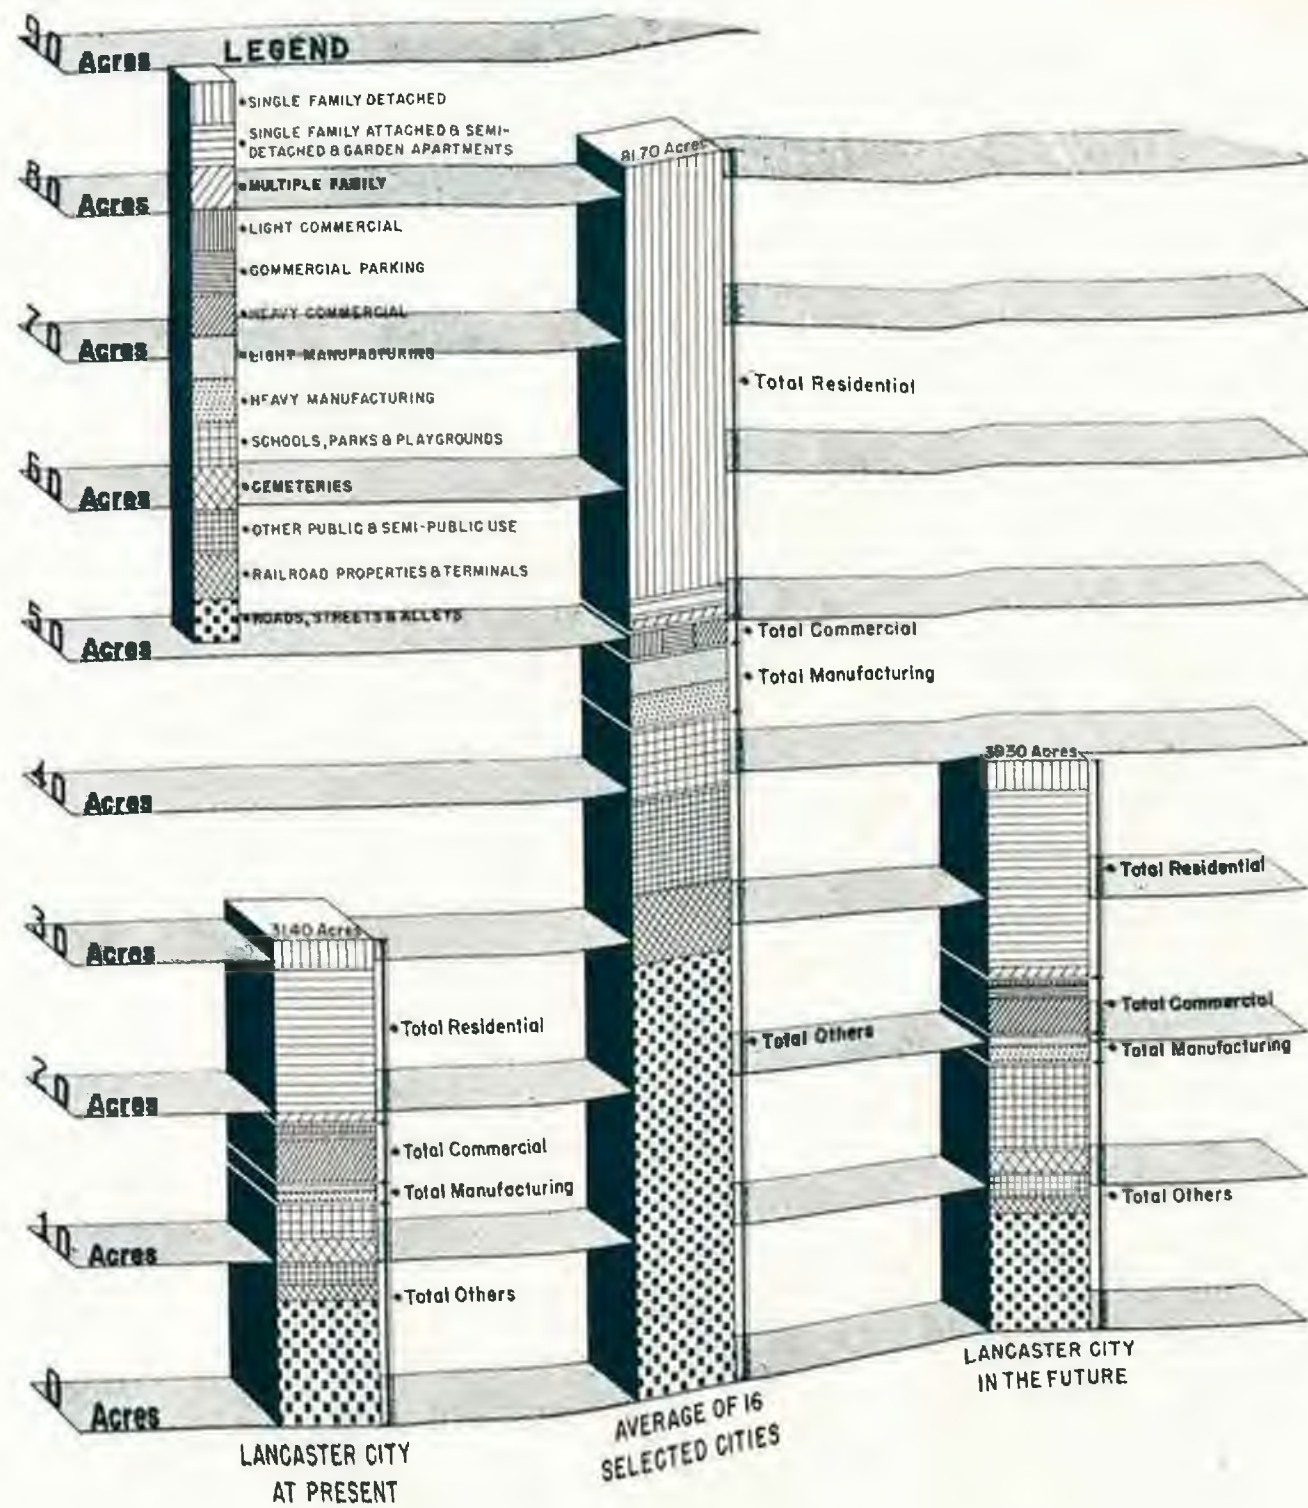 90 Acres
LEGEND
SINGLE FAMILY DETACHED
SINGLE FAMILY ATTACHED & SEMI-
DETACHED & GARDEN APARTMENTS
80 Acres
MULTIPLE FAMILY
LIGHT COMMERCIAL
COMMERCIAL PARKING
HEAVY COMMERCIAL
70 Acres
LIGHT MANUFACTURING
HEAVY MANUFACTURING
SCHOOLS, PARKS & PLAYGROUNDS
60 Acres
CEMETERIES
OTHER PUBLIC & SEMI-PUBLIC USE
RAILROAD PROPERTIES & TERMINALS
50 Acres
ROADS, STREETS & ALLEYS
40 Acres
30 Acres
20 Acres
10 Acres
0 Acres
31.40 Acres
Total Residential
Total Commercial
Total Manufacturing
Total Others
LANCASTER CITY
AT PRESENT
81.70 Acres
Total Residential
Total Commercial
Total Manufacturing
Total Others
AVERAGE OF 16
SELECTED CITIES
39.30 Acres
Total Residential
Total Commercial
Total Manufacturing
Total Others
LANCASTER CITY
IN THE FUTURE